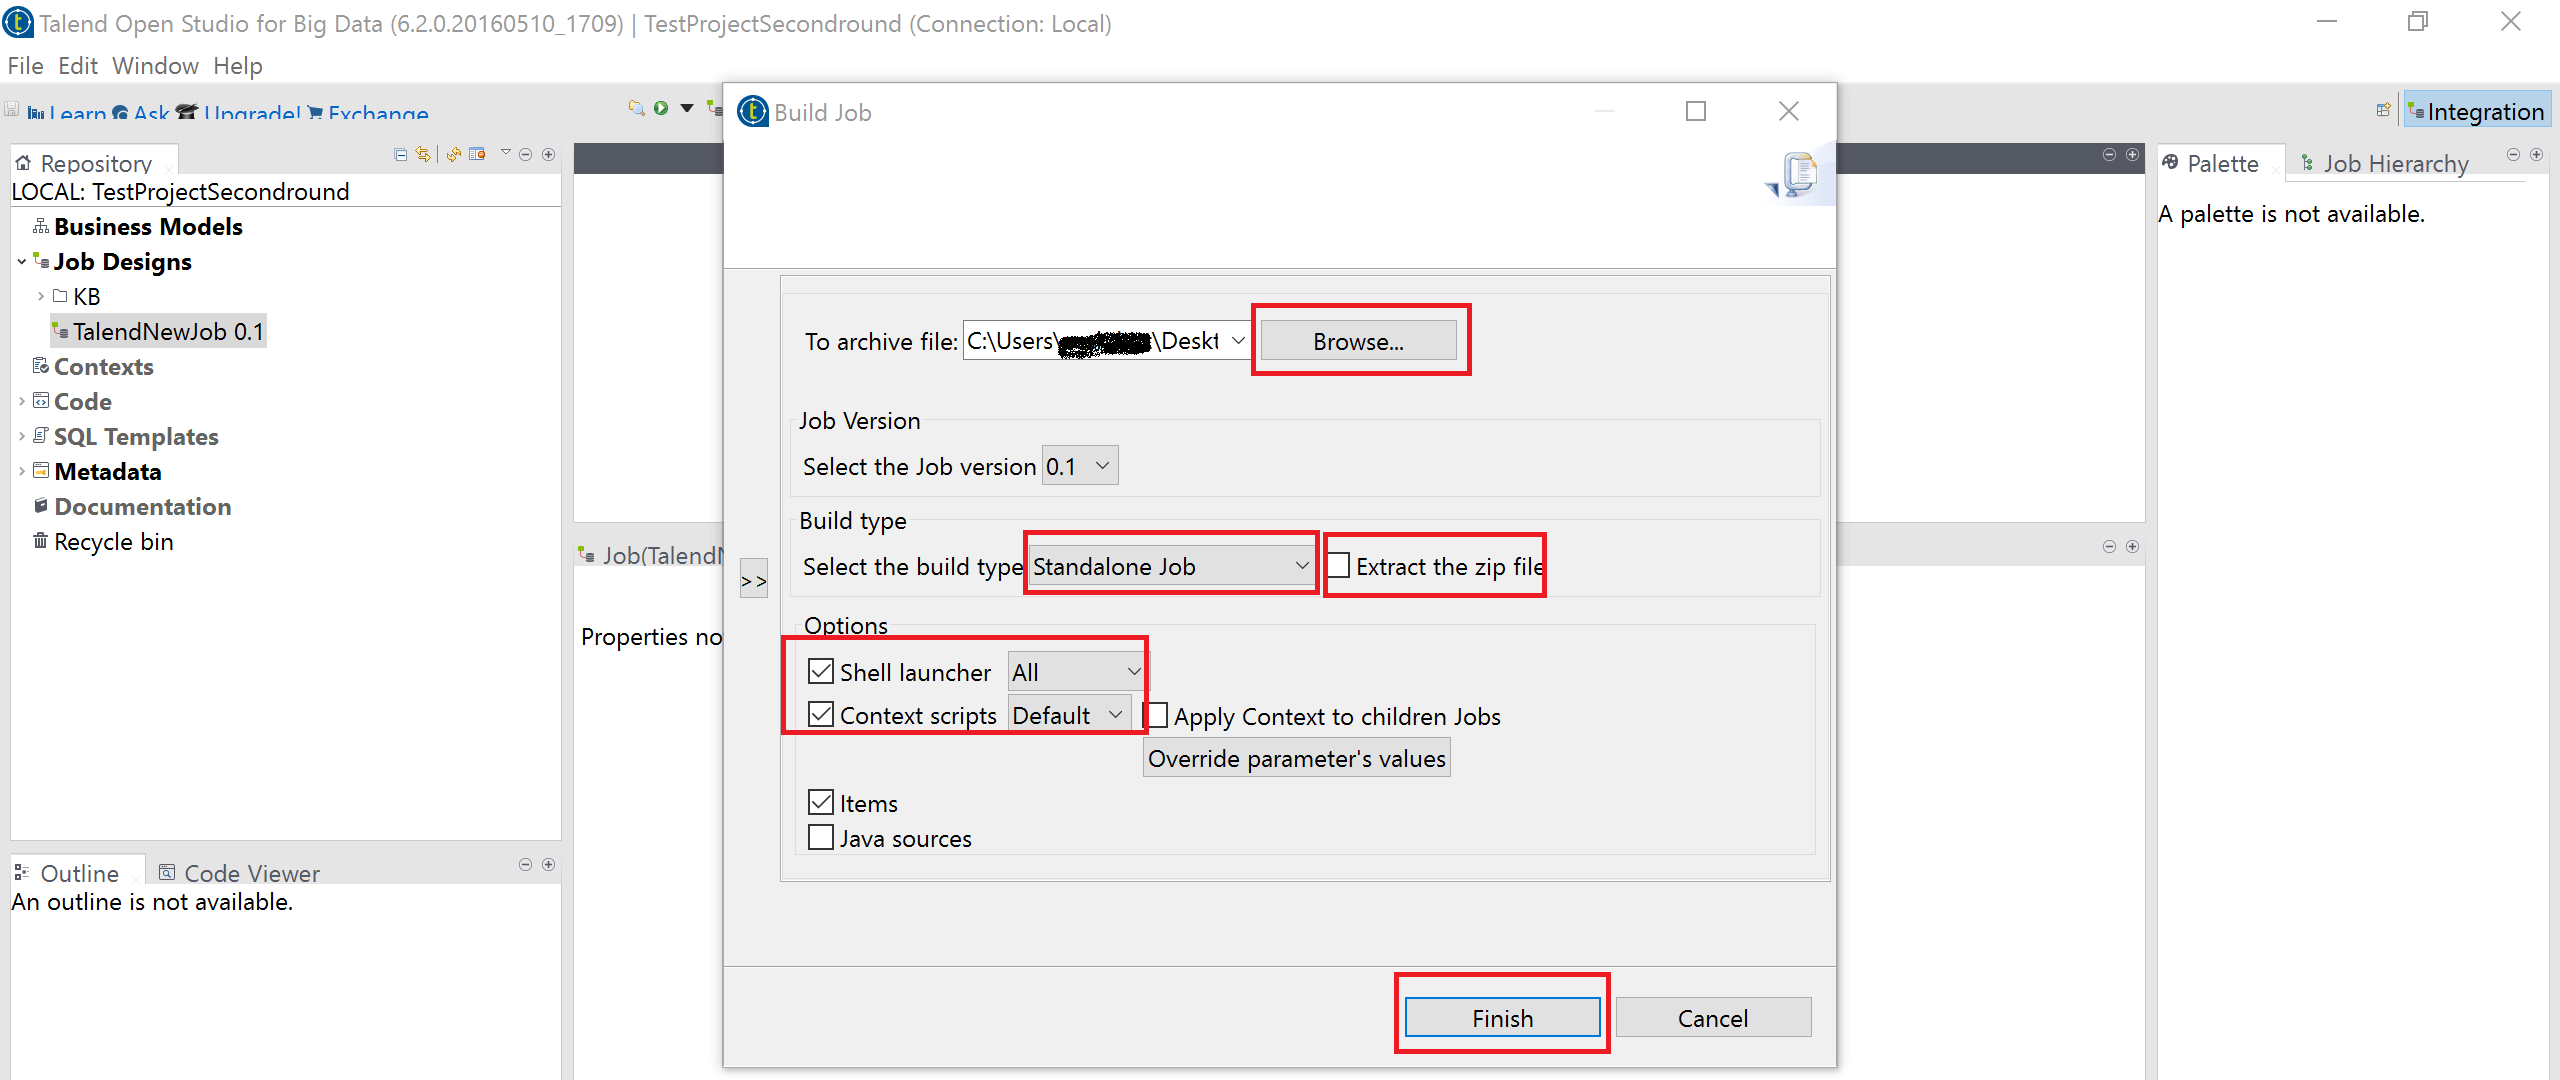 Talend Open Studio for Big Data (6.2.0.20160510_1709) | TestProjectSecondround (Connection: Local)
File Edit Window Help
Learn Ask Upgrade! Exchange
Integration
Repository
LOCAL: TestProjectSecondround
Business Models
Job Designs
KB
TalendNewJob 0.1
Contexts
Code
SQL Templates
Metadata
Documentation
Recycle bin
Outline
Code Viewer
An outline is not available.
Job(TalendN
Properties no
Build Job
To archive file: C:\Users\ \Deskt
Browse...
Job Version
Select the Job version 0.1
Build type
Select the build type Standalone Job
Extract the zip file
>>
Options
Shell launcher All
Context scripts Default
Apply Context to children Jobs
Override parameter's values
Items
Java sources
Finish
Cancel
Palette
Job Hierarchy
A palette is not available.